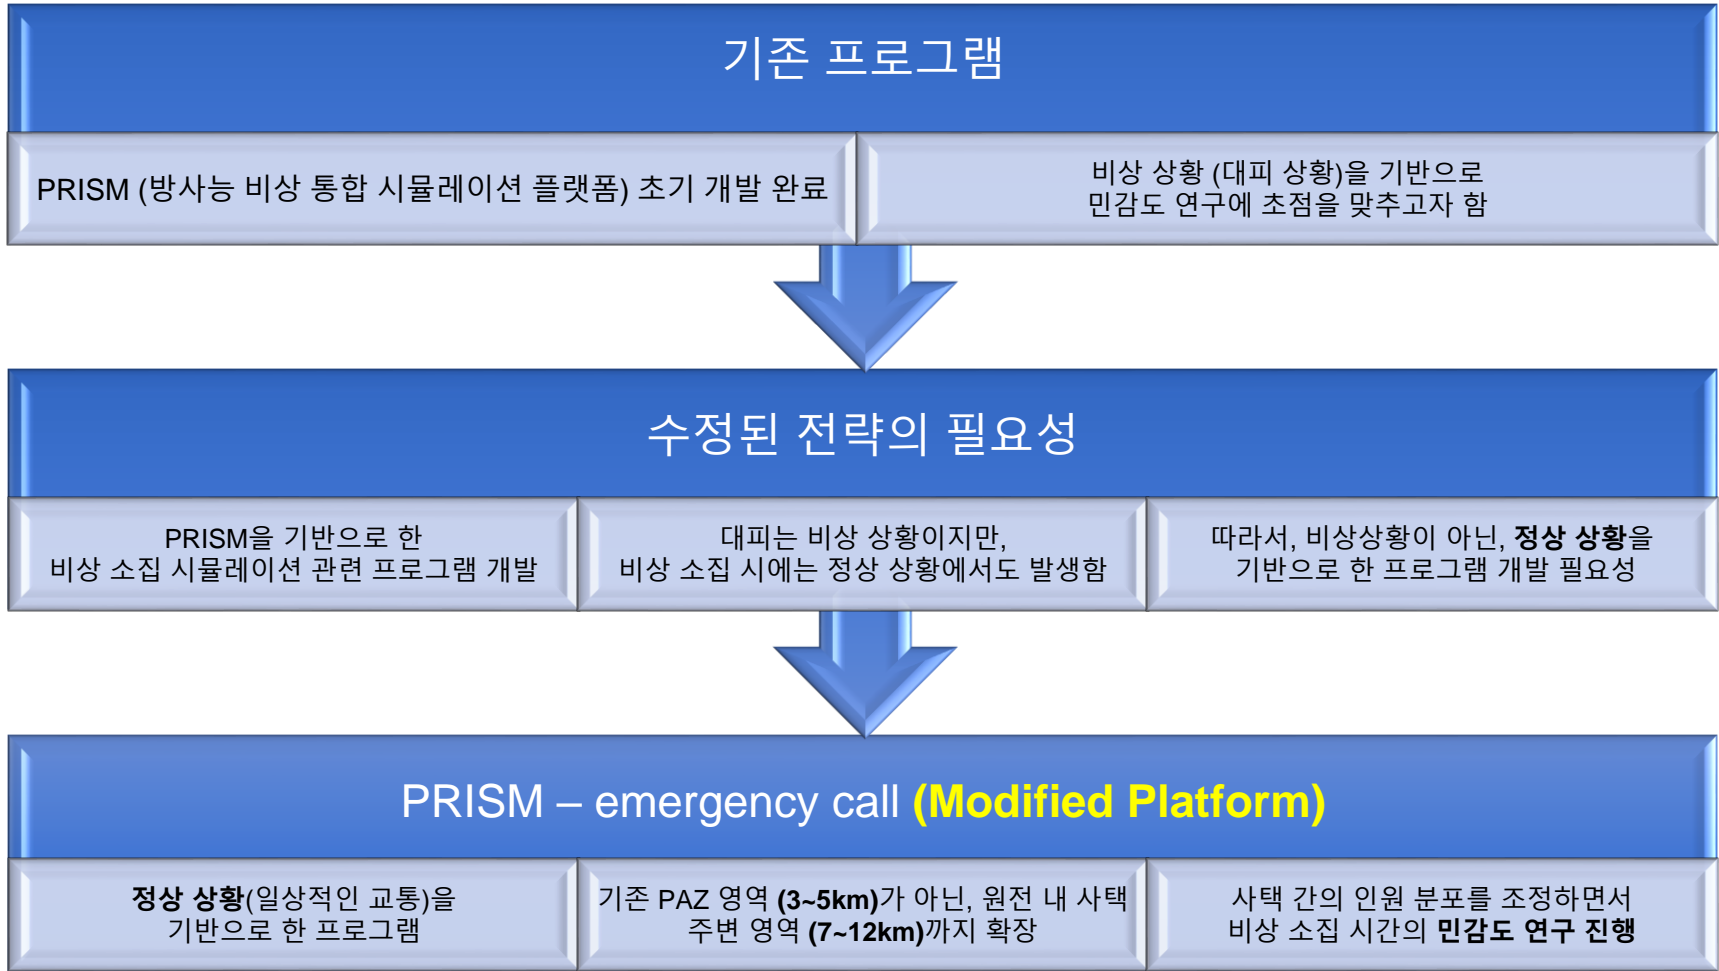 기존 프로그램
PRISM (방사능 비상 통합 시뮬레이션 플랫폼) 초기 개발 완료
비상 상황 (대피 상황)을 기반으로
민감도 연구에 초점을 맞추고자 함
수정된 전략의 필요성
PRISM을 기반으로 한
비상 소집 시뮬레이션 관련 프로그램 개발
대피는 비상 상황이지만,
비상 소집 시에는 정상 상황에서도 발생함
따라서, 비상상황이 아닌, 정상 상황을
기반으로 한 프로그램 개발 필요성
PRISM – emergency call (Modified Platform)
정상 상황(일상적인 교통)을
기반으로 한 프로그램
기존 PAZ 영역 (3~5km)가 아닌, 원전 내 사택
주변 영역 (7~12km)까지 확장
사택 간의 인원 분포를 조정하면서
비상 소집 시간의 민감도 연구 진행